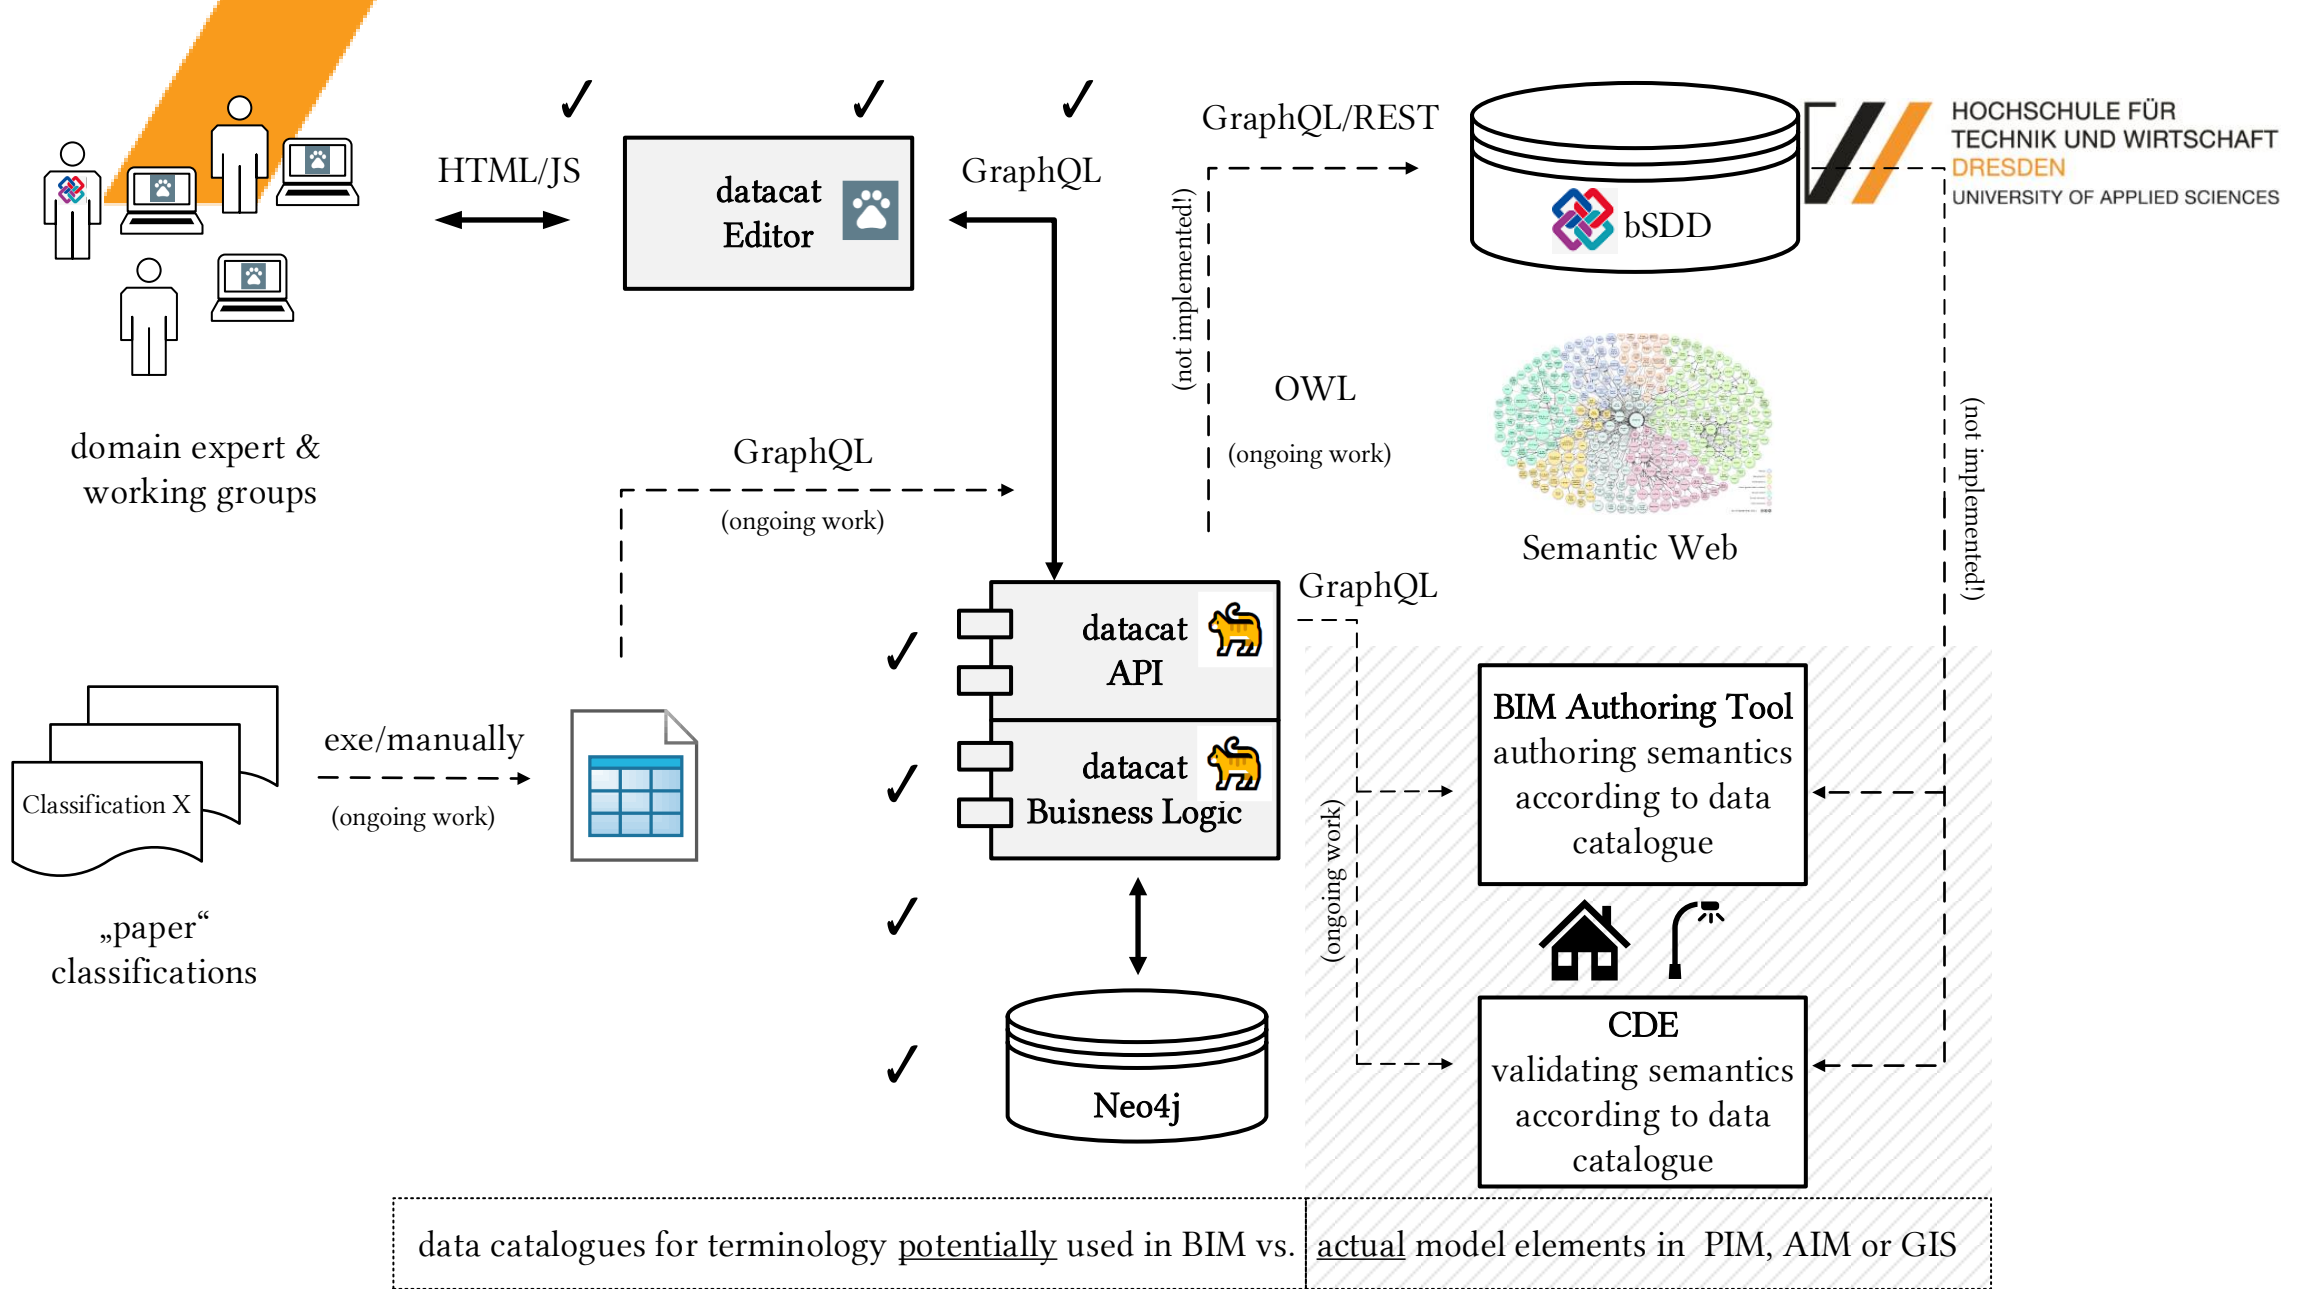 HTML/JS
datacat
Editor
GraphQL
GraphQL/REST
bSDD
HOCHSCHULE FÜR
TECHNIK UND WIRTSCHAFT
DRESDEN
UNIVERSITY OF APPLIED SCIENCES
(not implemented!)
OWL
(ongoing work)
Semantic Web
(not implemented!)
domain expert &
working groups
GraphQL
(ongoing work)
GraphQL
datacat
API
datacat
Buisness Logic
Neo4j
Classification X
exe/manually
(ongoing work)
„paper“
classifications
(ongoing work)
BIM Authoring Tool
authoring semantics
according to data
catalogue
CDE
validating semantics
according to data
catalogue
data catalogues for terminology potentially used in BIM vs. actual model elements in PIM, AIM or GIS